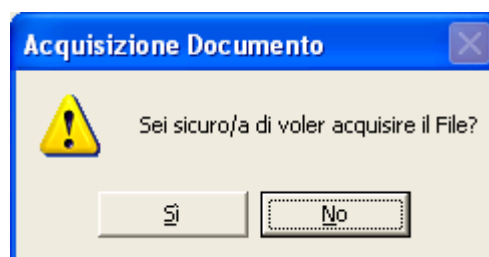 Acquisizione Documento
Sei sicuro/a di voler acquisire il File?
Sì No